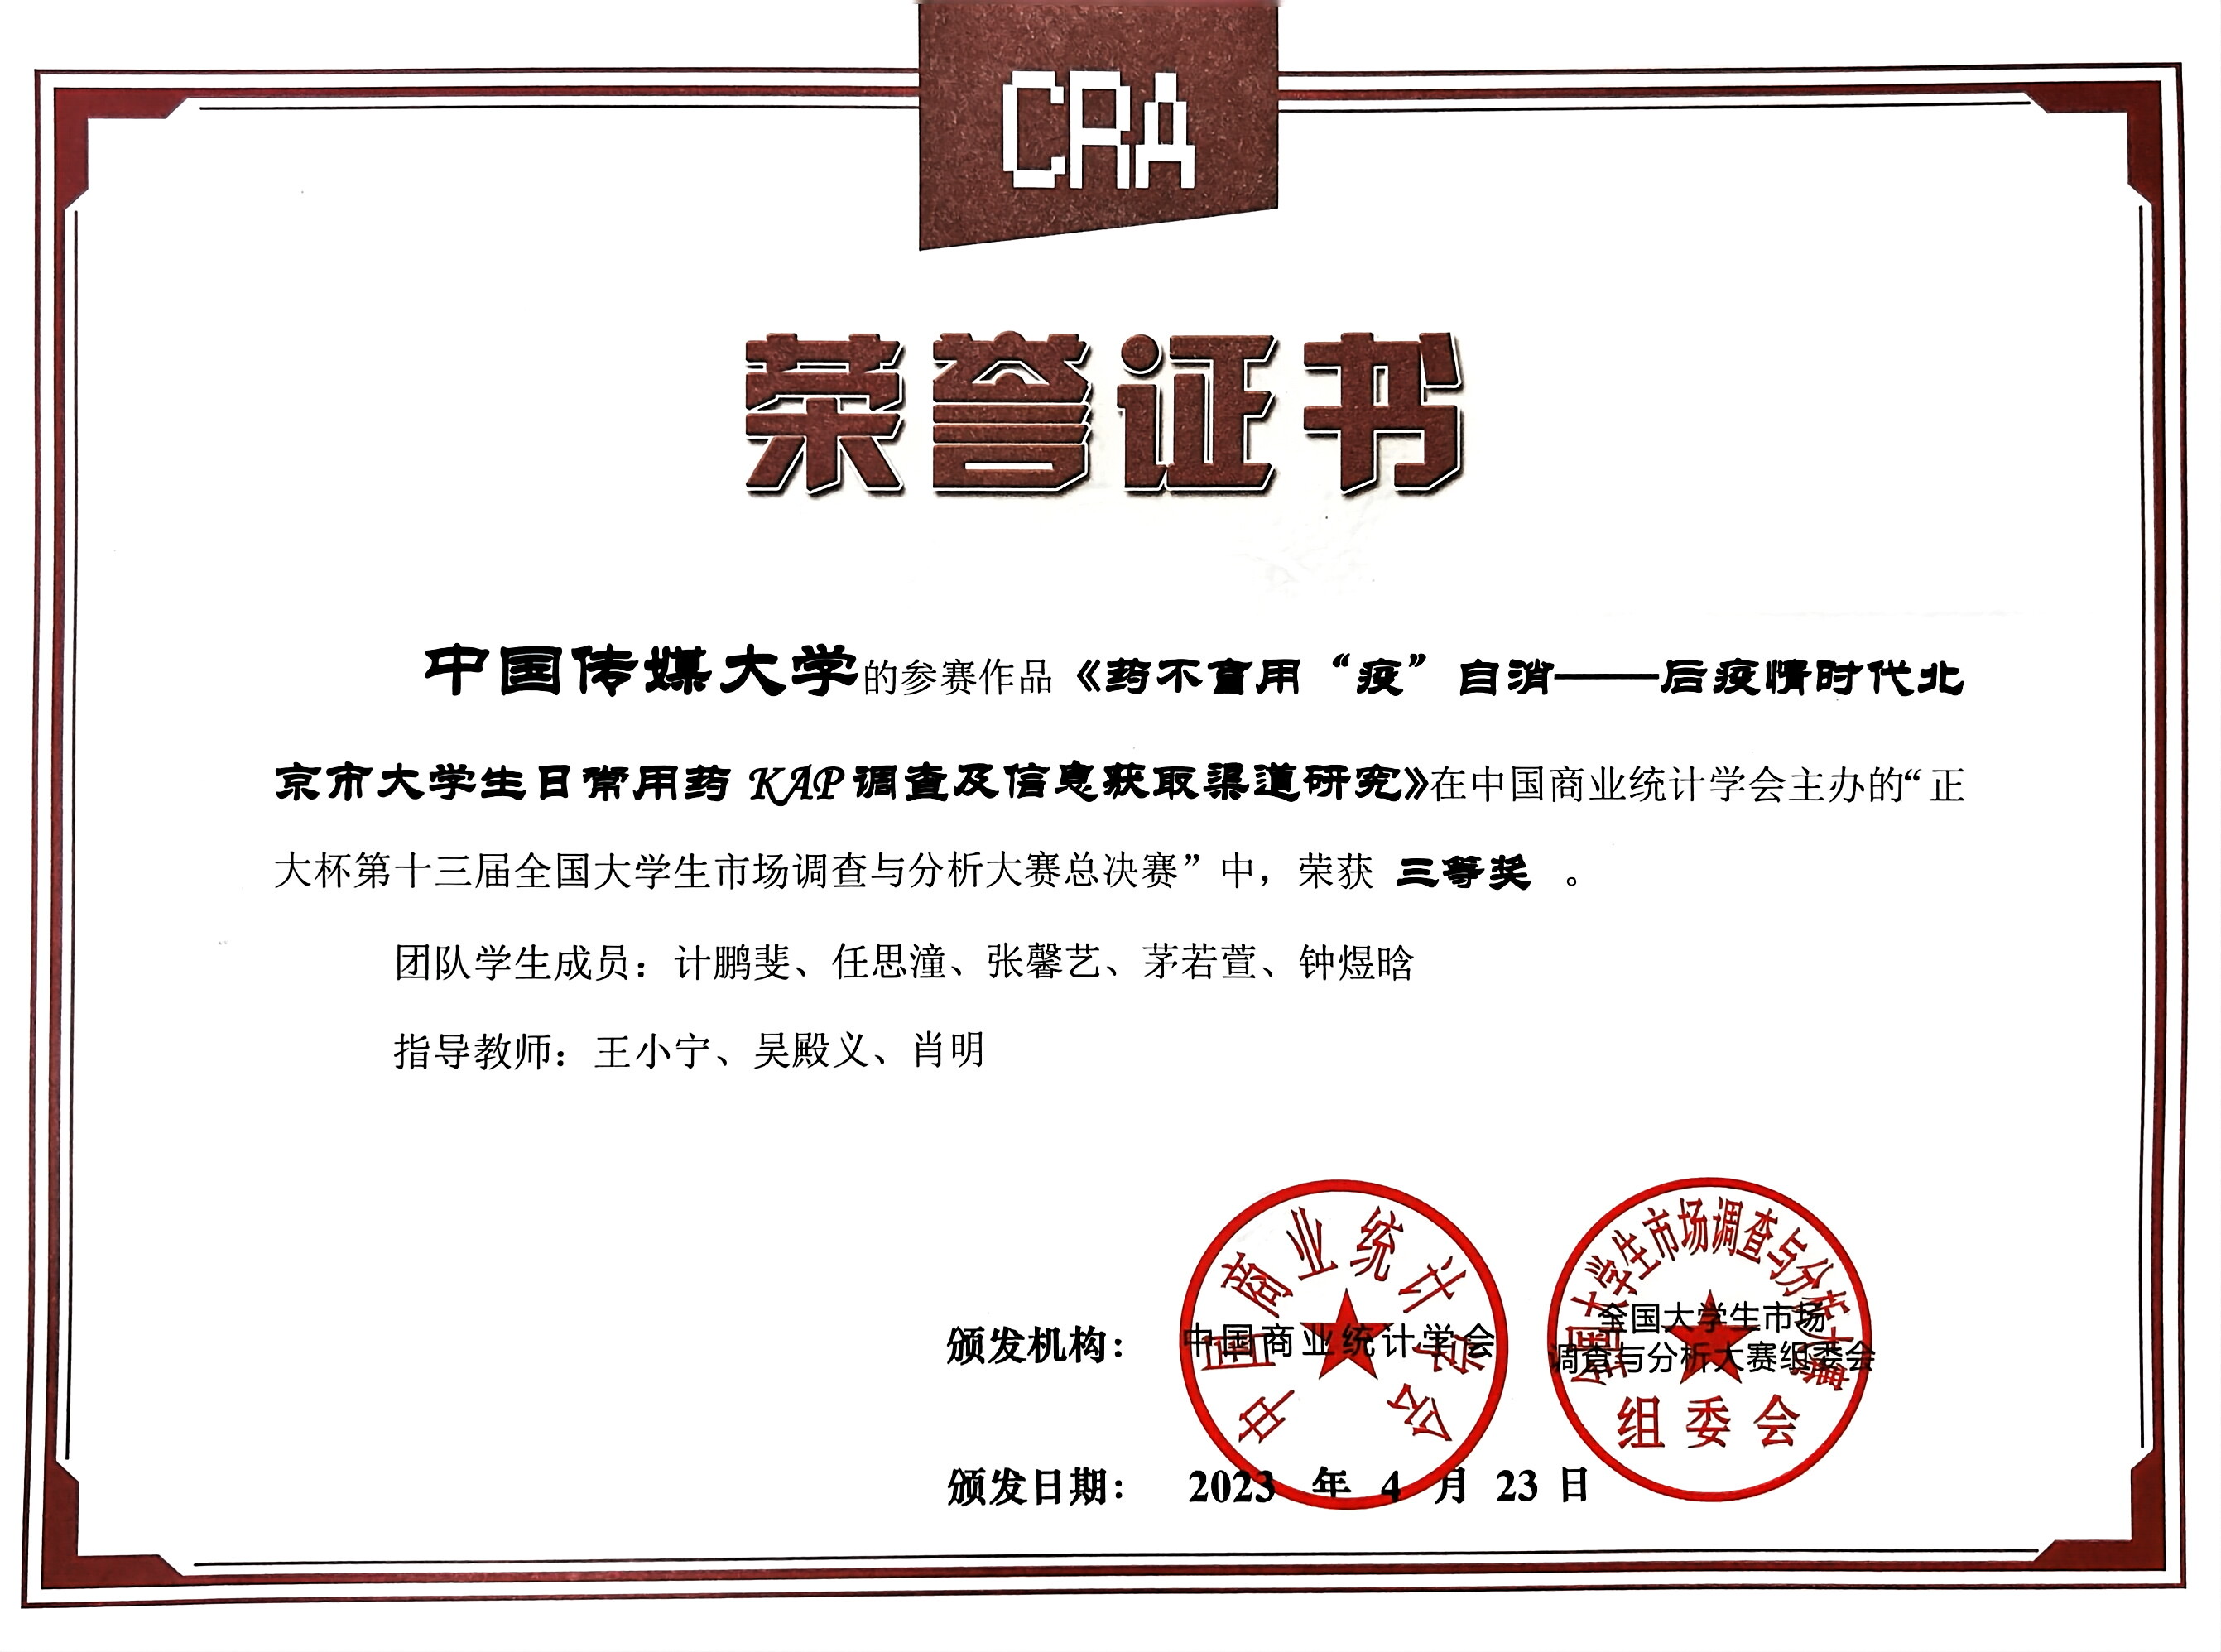 CRA
荣誉证书
中国传媒大学的参赛作品《药不盲用“疫”自消——后疫情时代北
京市大学生日常用药 KAP 调查及信息获取渠道研究》在中国商业统计学会主办的“正
大杯第十三届全国大学生市场调查与分析大赛总决赛”中，荣获 三等奖 。
团队学生成员：计鹏斐、任思潼、张馨艺、茅若萱、钟煜晗
指导教师：王小宁、吴殿义、肖明
中国商业统计学会
全国大学生市场调查与分析大赛
组委会
颁发机构： 中国商业统计学会
全国大学生市场
调查与分析大赛组委会
颁发日期： 2023 年 4 月 23 日